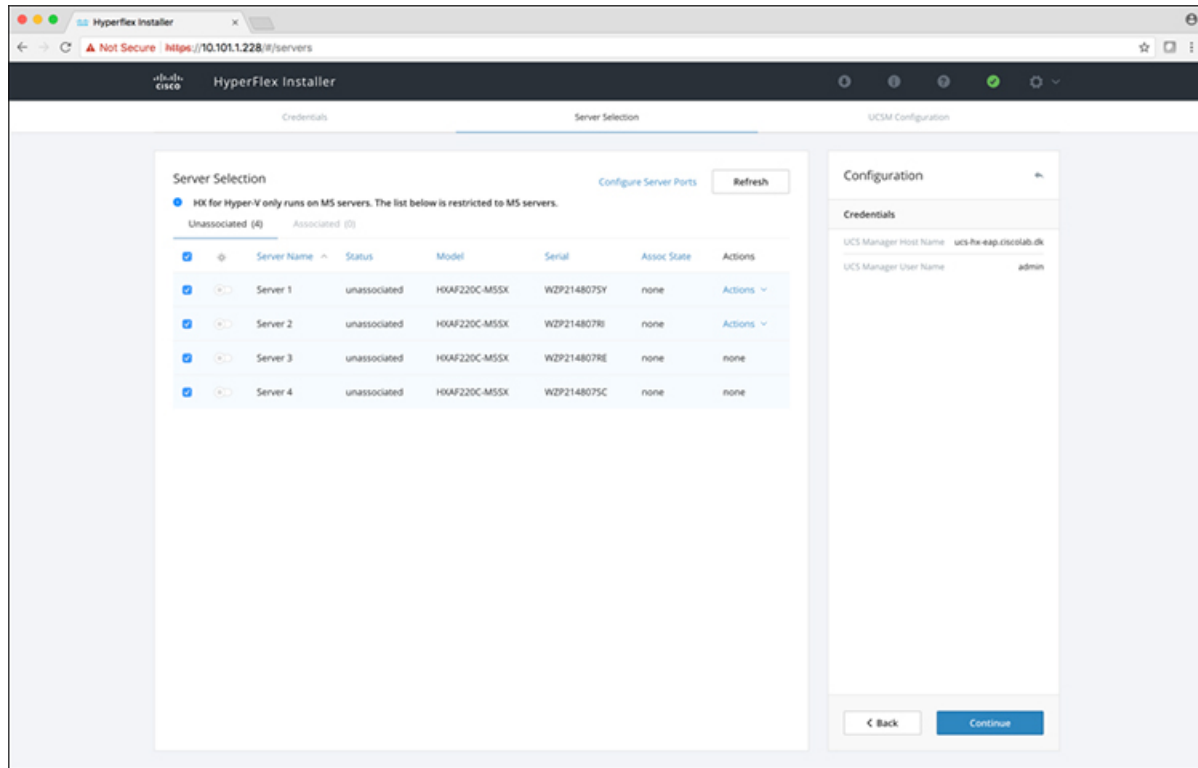 Hyperflex Installer
Not Secure https://10.101.1.228/#/servers
cisco HyperFlex Installer
Credentials Server Selection UCSM Configuration
Server Selection Configure Server Ports Refresh
HX for Hyper-V only runs on M5 servers. The list below is restricted to M5 servers.
Unassociated (4) Associated (0)
Server Name Status Model Serial Assoc State Actions
Server 1 unassociated HXAF220C-M5SX WZP214807SY none Actions
Server 2 unassociated HXAF220C-M5SX WZP214807RI none Actions
Server 3 unassociated HXAF220C-M5SX WZP214807RE none none
Server 4 unassociated HXAF220C-M5SX WZP214807SC none none
Configuration
Credentials
UCS Manager Host Name ucs-hx-eap.ciscolab.dk
UCS Manager User Name admin
< Back Continue